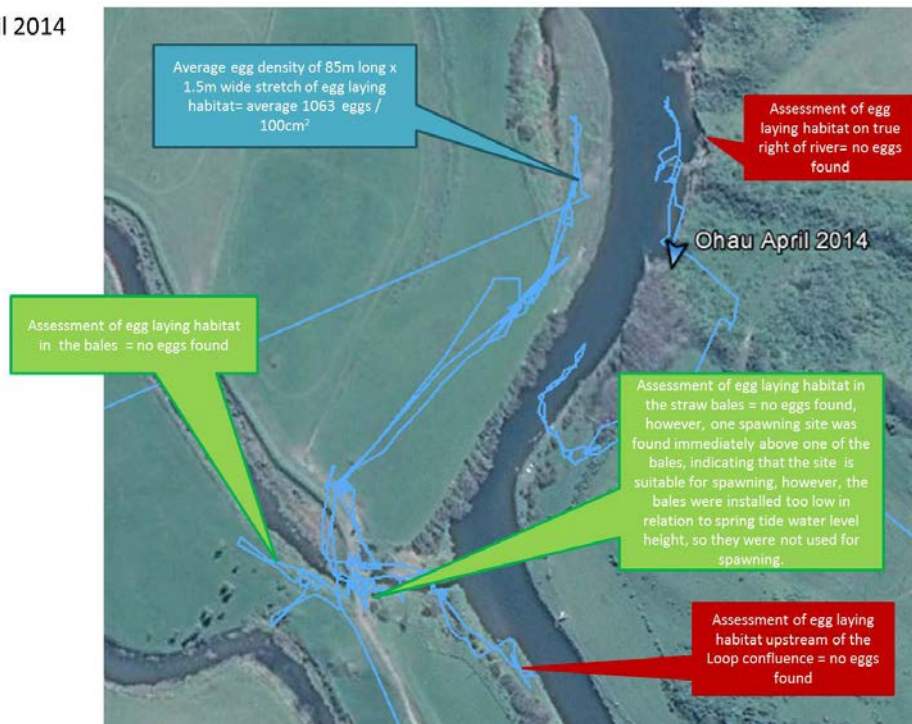 2014
Average egg density of 85m long x
1.5m wide stretch of egg laying
habitat= average 1063 eggs /
100cm²
Assessment of egg
laying habitat on true
right of river= no eggs
found
Ohau April 2014
Assessment of egg laying habitat
in the bales = no eggs found
Assessment of egg laying habitat in
the straw bales = no eggs found,
however, one spawning site was
found immediately above one of the
bales, indicating that the site is
suitable for spawning, however, the
bales were installed too low in
relation to spring tide water level
height, so they were not used for
spawning.
Assessment of egg laying
habitat upstream of the
Loop confluence = no eggs
found